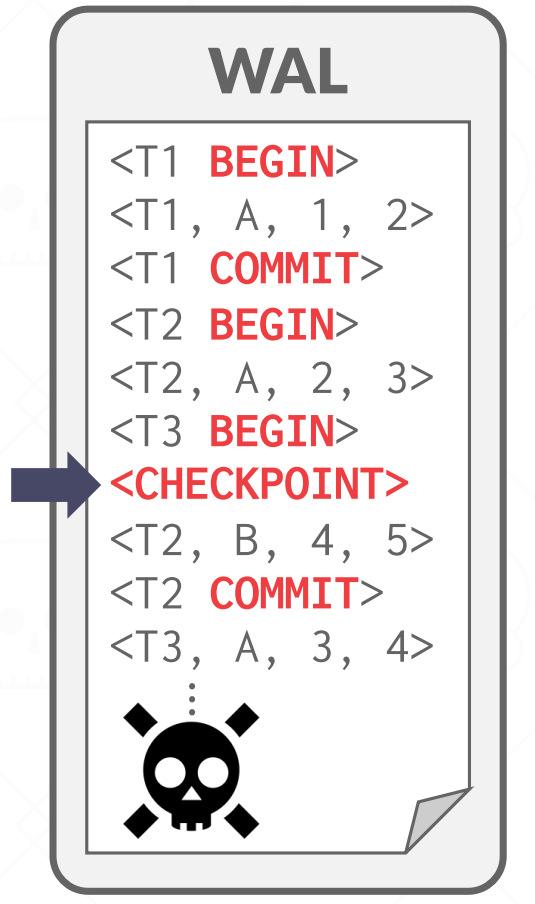 WAL
<T1 BEGIN>
<T1, A, 1, 2>
<T1 COMMIT>
<T2 BEGIN>
<T2, A, 2, 3>
<T3 BEGIN>
<CHECKPOINT>
<T2, B, 4, 5>
<T2 COMMIT>
<T3, A, 3, 4>
⋮